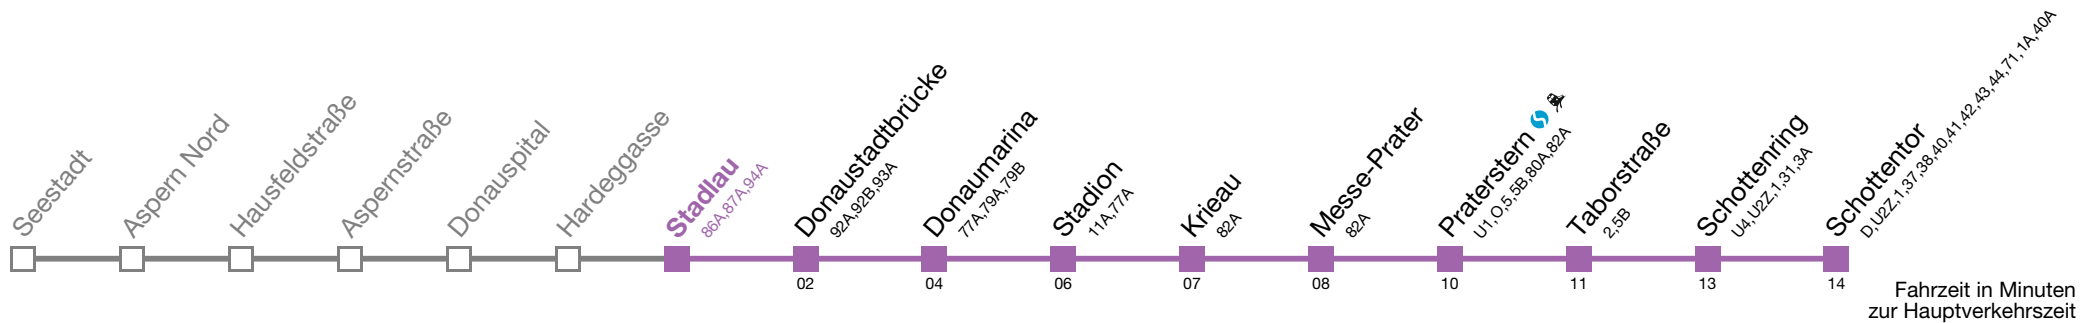 Seestadt
Aspern Nord
Hausfeldstraße
Aspernstraße
Donauspital
Hardeggasse
Stadlau
86A,87A,94A
Donaustadtbrücke
92A,92B,93A
02
Donaumarina
77A,79A,79B
04
Stadion
11A,77A
06
Krieau
82A
07
Messe-Prater
82A
08
Praterstern
U1,O,5,5B,80A,82A
10
Taborstraße
2,5B
11
Schottenring
U4,U2Z,1,31,3A
13
Schottentor
D,U2Z,1,37,38,40,41,42,43,44,71,1A,40A
14
Fahrzeit in Minuten
zur Hauptverkehrszeit